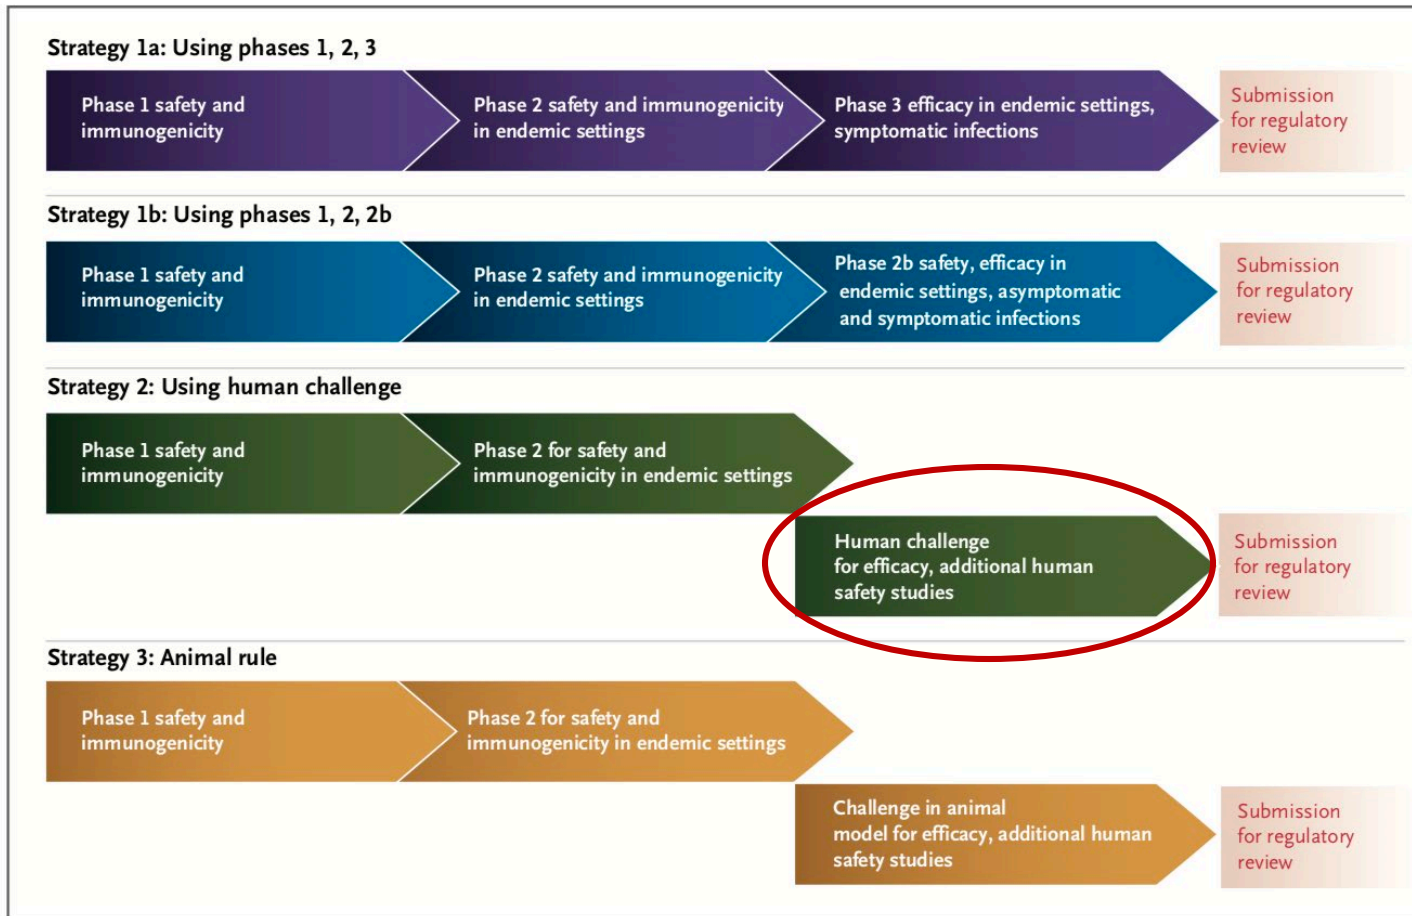 Strategy 1a: Using phases 1, 2, 3
Phase 1 safety and
immunogenicity
Phase 2 safety and immunogenicity
in endemic settings
Phase 3 efficacy in endemic settings,
symptomatic infections
Submission
for regulatory
review
Strategy 1b: Using phases 1, 2, 2b
Phase 1 safety and
immunogenicity
Phase 2 safety and immunogenicity
in endemic settings
Phase 2b safety, efficacy in
endemic settings, asymptomatic
and symptomatic infections
Submission
for regulatory
review
Strategy 2: Using human challenge
Phase 1 safety and
immunogenicity
Phase 2 for safety and
immunogenicity in endemic settings
Human challenge
for efficacy, additional human
safety studies
Submission
for regulatory
review
Strategy 3: Animal rule
Phase 1 safety and
immunogenicity
Phase 2 for safety and
immunogenicity in endemic settings
Challenge in animal
model for efficacy, additional human
safety studies
Submission
for regulatory
review